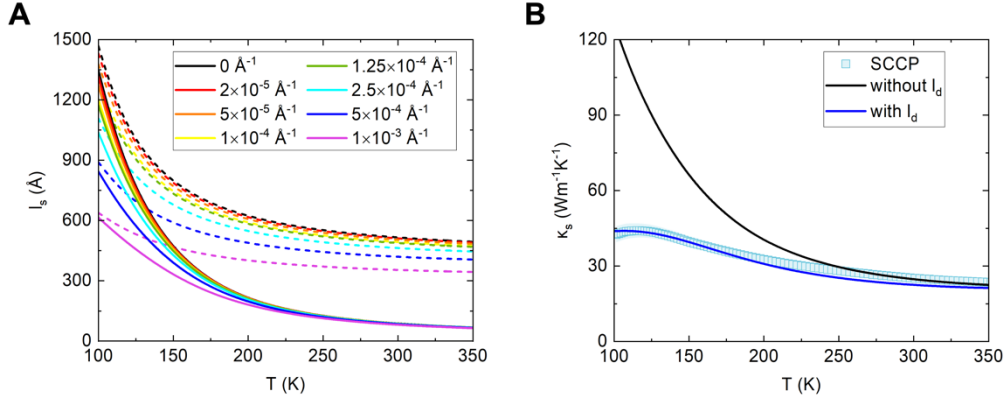 A
1500
1200
900
600
300
0
lₛ (Å)
0 Å⁻¹
2×10⁻⁵ Å⁻¹
5×10⁻⁵ Å⁻¹
1×10⁻⁴ Å⁻¹
1.25×10⁻⁴ Å⁻¹
2.5×10⁻⁴ Å⁻¹
5×10⁻⁴ Å⁻¹
1×10⁻³ Å⁻¹
100 150 200 250 300 350
T (K)
B
120
90
60
30
0
κₛ (Wm⁻¹K⁻¹)
SCCP
without l_d
with l_d
100 150 200 250 300 350
T (K)